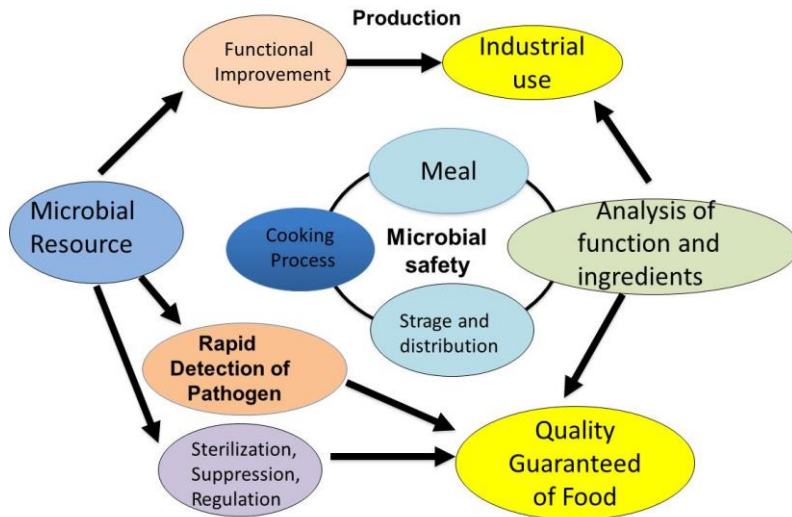 Production
Functional
Improvement
Industrial
use
Meal
Microbial
Resource
Cooking
Process
Microbial
safety
Analysis of
function and
ingredients
Strage and
distribution
Rapid
Detection of
Pathogen
Sterilization,
Suppression,
Regulation
Quality
Guaranteed
of Food